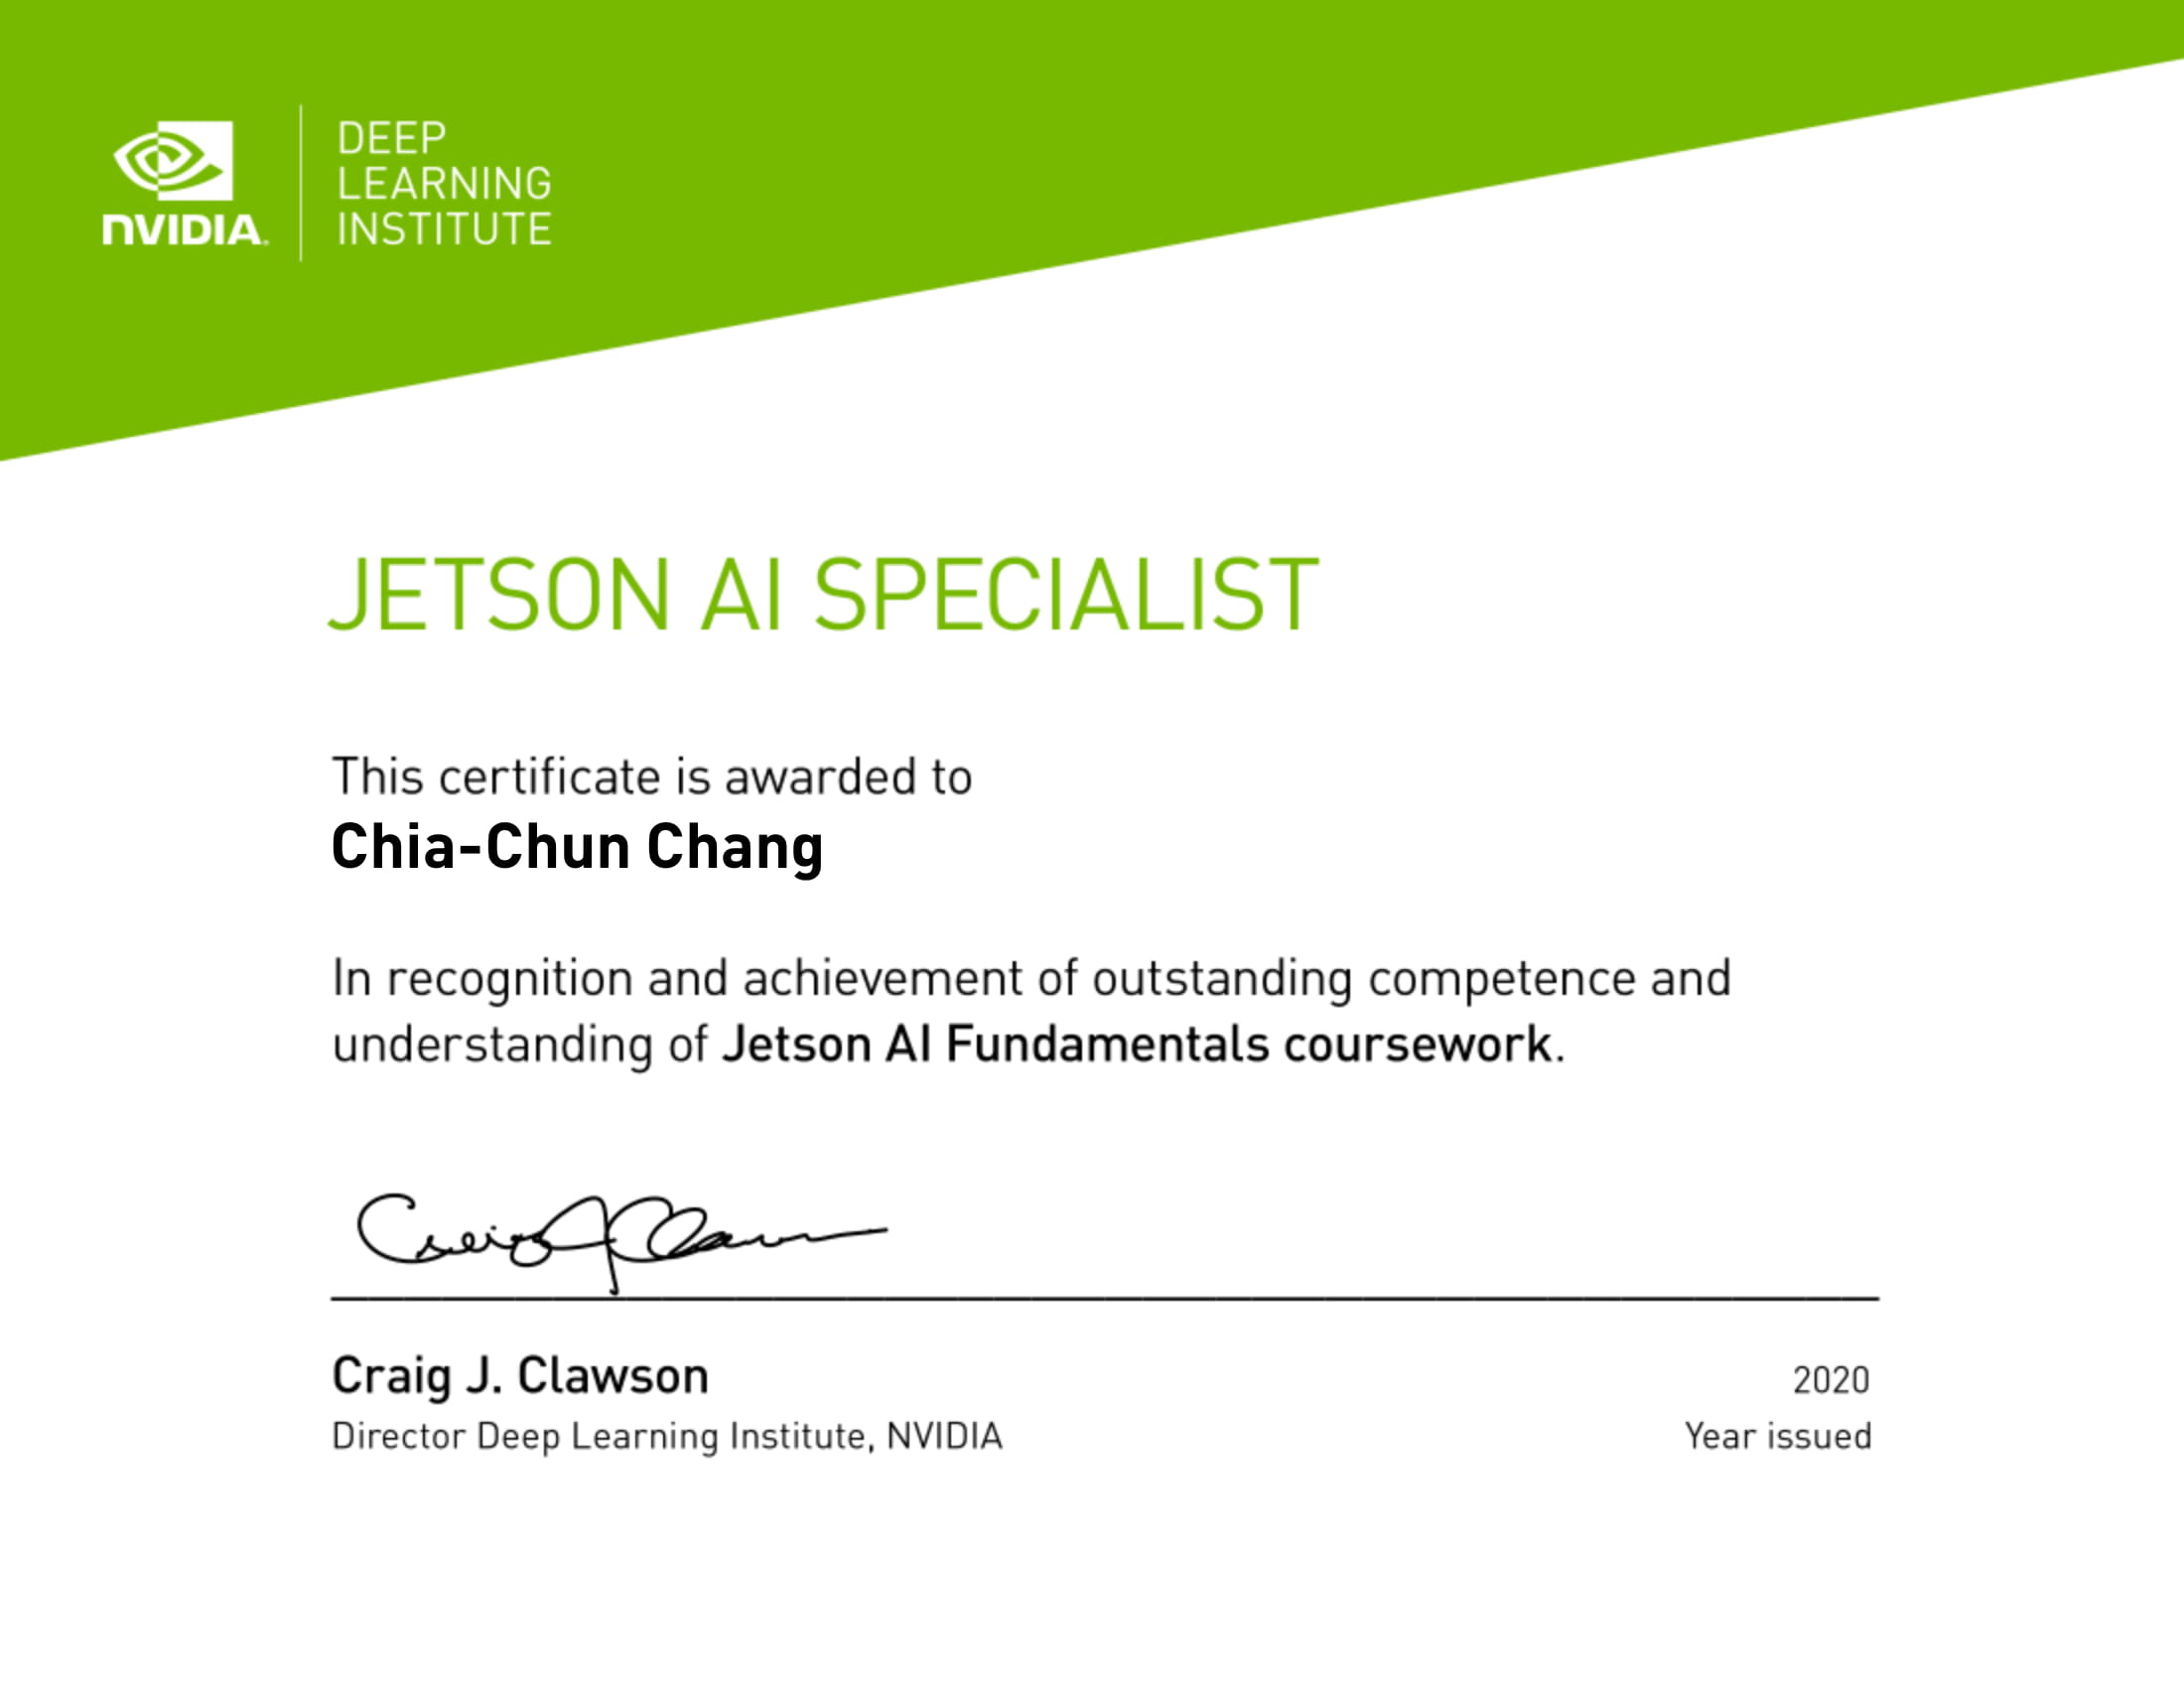 NVIDIA.
DEEP
LEARNING
INSTITUTE
JETSON AI SPECIALIST
This certificate is awarded to
Chia-Chun Chang
In recognition and achievement of outstanding competence and
understanding of Jetson AI Fundamentals coursework.
Craig J. Clawson
Craig J. Clawson
2020
Director Deep Learning Institute, NVIDIA
Year issued